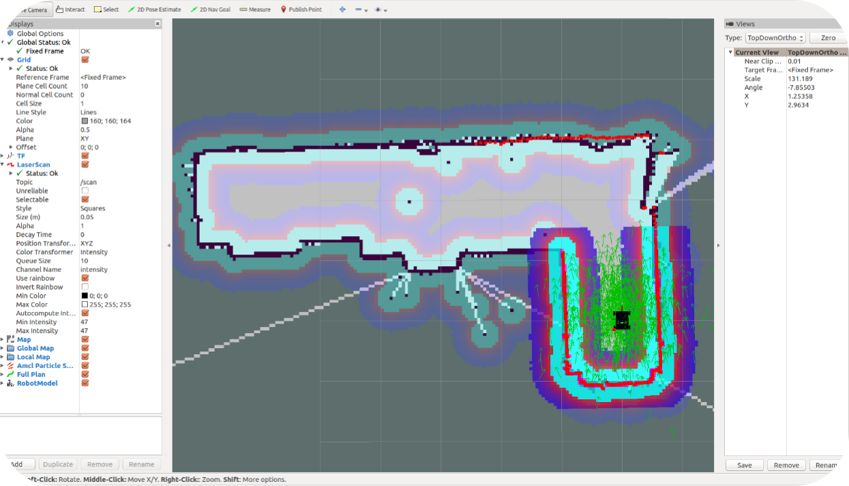 Camera Interact Select 2D Pose Estimate 2D Nav Goal Measure Publish Point
Displays
Global Options
Global Status: Ok
Fixed Frame OK
Grid
Status: Ok
Reference Frame <Fixed Frame>
Plane Cell Count 10
Normal Cell Count 0
Cell Size 1
Line Style Lines
Color 160; 160; 164
Alpha 0.5
Plane XY
Offset 0; 0; 0
TF
LaserScan
Status: Ok
Topic /scan
Unreliable
Selectable
Style Squares
Size (m) 0.05
Alpha 1
Decay Time 0
Position Transfor... XYZ
Color Transformer Intensity
Queue Size 10
Channel Name intensity
Use rainbow
Invert Rainbow
Min Color 0; 0; 0
Max Color 255; 255; 255
Autocompute Int...
Min Intensity 47
Max Intensity 47
Map
Global Map
Local Map
Amcl Particle S...
Full Plan
RobotModel
Add Duplicate Remove Rename
Left-Click: Rotate. Middle-Click: Move X/Y. Right-Click:: Zoom. Shift: More options.
Views
Type: TopDownOrtho Zero
Current View TopDownOrtho ...
Near Clip ... 0.01
Target Fra... <Fixed Frame>
Scale 131.189
Angle -7.85503
X 1.25358
Y 2.9634
Save Remove Renam